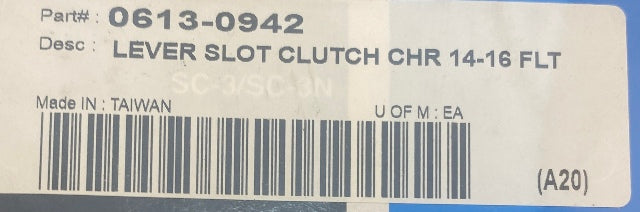 Part# : 0613-0942
Desc : LEVER SLOT CLUTCH CHR 14-16 FLT
SC-3/SC-3N
Made IN : TAIWAN U OF M : EA
(A20)